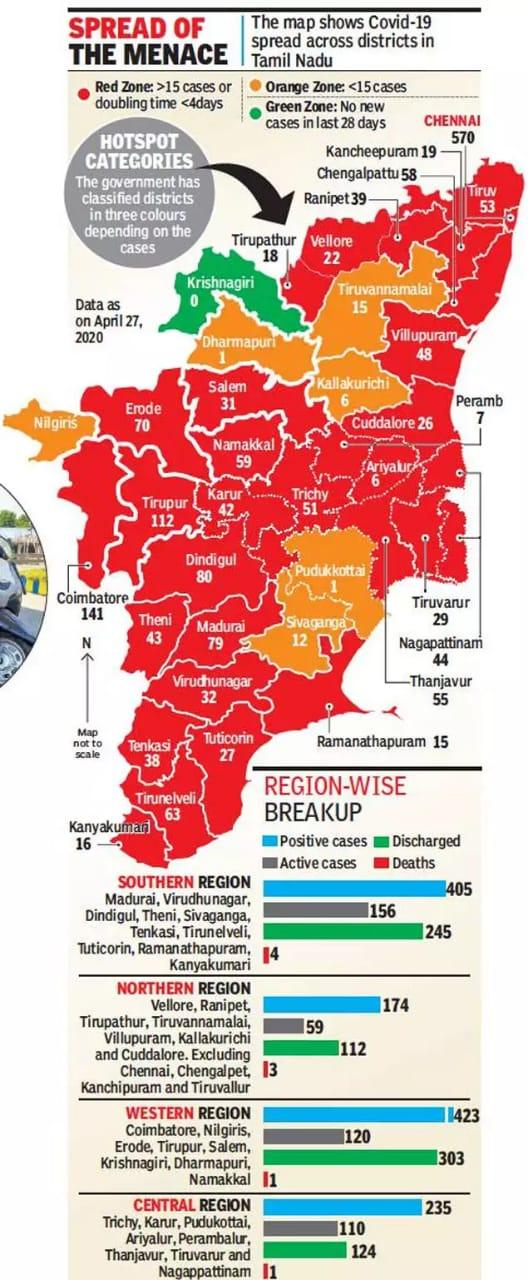 SPREAD OF
THE MENACE
The map shows Covid-19
spread across districts in
Tamil Nadu
Red Zone: >15 cases or
doubling time <4days
Orange Zone: <15 cases
Green Zone: No new
cases in last 28 days
HOTSPOT
CATEGORIES
The government has
classified districts
in three colours
depending on the
cases
CHENNAI
570
Kancheepuram 19
Chengalpattu 58
Ranipet 39
Tiruv
53
Tirupathur
18
Vellore
22
Krishnagiri
0
Tiruvannamalai
15
Data as
on April 27,
2020
Dharmapuri
1
Villupuram
48
Salem
31
Kallakurichi
6
Peramb
7
Nilgiris
Erode
70
Cuddalore 26
Namakkal
59
Ariyalur
6
Tirupur
112
Karur
42
Trichy
51
Dindigul
80
Pudukkottai
1
Coimbatore
141
Tiruvarur
29
Theni
43
Madurai
79
Sivaganga
12
Nagapattinam
44
N
Thanjavur
55
Virudhunagar
32
Map
not to
scale
Tenkasi
38
Tuticorin
27
Ramanathapuram 15
Tirunelveli
63
Kanyakumari
16
REGION-WISE
BREAKUP
Positive cases
Discharged
Active cases
Deaths
SOUTHERN REGION
Madurai, Virudhunagar,
Dindigul, Theni, Sivaganga,
Tenkasi, Tirunelveli,
Tuticorin, Ramanathapuram,
Kanyakumari
405
156
245
4
NORTHERN REGION
Vellore, Ranipet,
Tirupathur, Tiruvannamalai,
Villupuram, Kallakurichi
and Cuddalore. Excluding
Chennai, Chengalpet,
Kanchipuram and Tiruvallur
174
59
112
3
WESTERN REGION
Coimbatore, Nilgiris,
Erode, Tirupur, Salem,
Krishnagiri, Dharmapuri,
Namakkal
423
120
303
1
CENTRAL REGION
Trichy, Karur, Pudukottai,
Ariyalur, Perambalur,
Thanjavur, Tiruvarur and
Nagappattinam
235
110
124
1